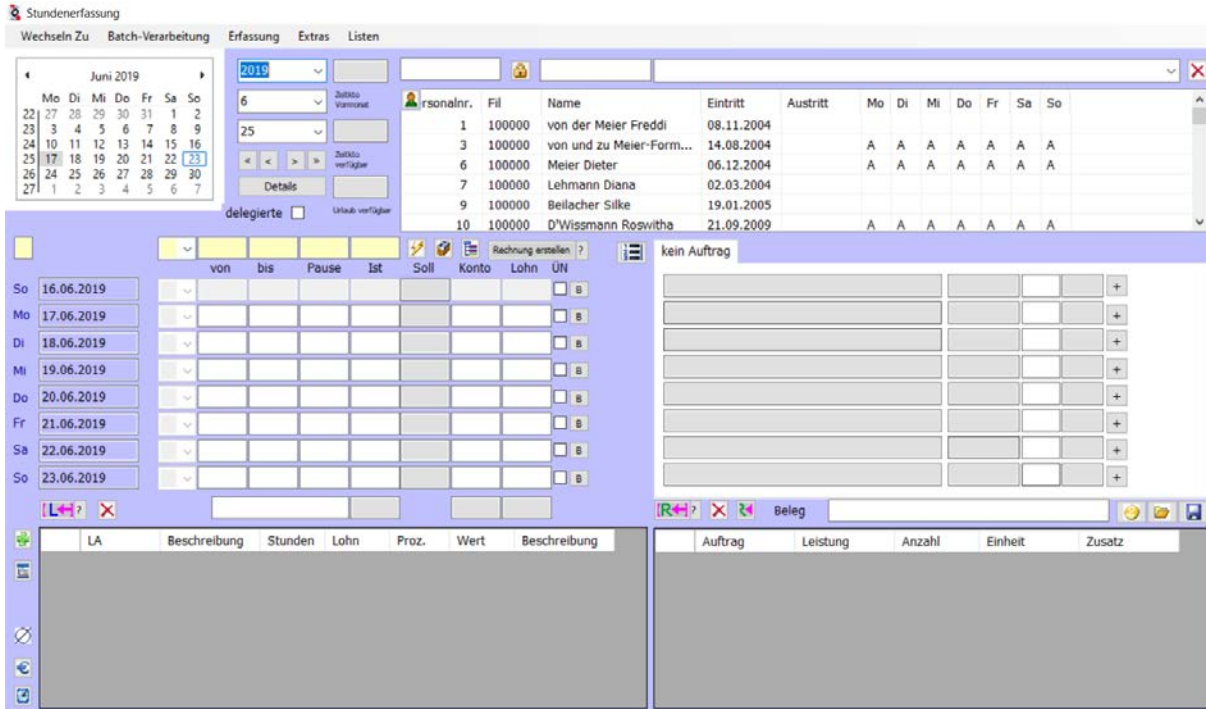 Stundenerfassung
Wechseln Zu Batch-Verarbeitung Erfassung Extras Listen
Juni 2019
Mo Di Mi Do Fr Sa So
22 27 28 29 30 31 1 2
23 3 4 5 6 7 8 9
24 10 11 12 13 14 15 16
25 17 18 19 20 21 22 23
26 24 25 26 27 28 29 30
27 1 2 3 4 5 6 7
2019
6
25
« < > »
Details
delegierte
Zeitkto Vormonat
Zeitkto verfügbar
Urlaub verfügbar
rsonalnr. Fil Name Eintritt Austritt Mo Di Mi Do Fr Sa So
1 100000 von der Meier Freddi 08.11.2004
3 100000 von und zu Meier-Form... 14.08.2004 A A A A A A A
6 100000 Meier Dieter 06.12.2004 A A A A A A A
7 100000 Lehmann Diana 02.03.2004
9 100000 Beilacher Silke 19.01.2005
10 100000 D'Wissmann Roswitha 21.09.2009 A A A A A A A
Rechnung erstellen ?
kein Auftrag
von bis Pause Ist Soll Konto Lohn ÜN
So 16.06.2019 B +
Mo 17.06.2019 B +
Di 18.06.2019 B +
Mi 19.06.2019 B +
Do 20.06.2019 B +
Fr 21.06.2019 B +
Sa 22.06.2019 B +
So 23.06.2019 B +
L ?
R ? Beleg
LA Beschreibung Stunden Lohn Proz. Wert Beschreibung
Auftrag Leistung Anzahl Einheit Zusatz
€